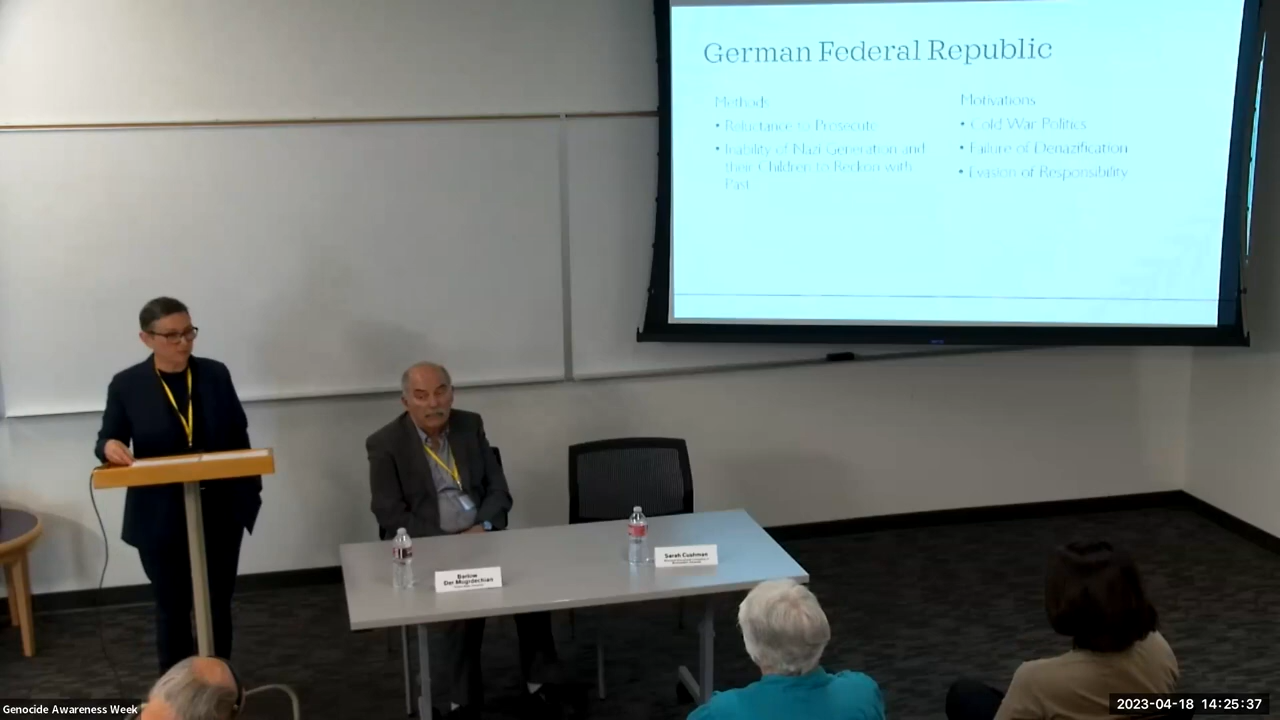 German Federal Republic
Methods
• Reluctance to Prosecute
• Inability of Nazi Generation and
their Children to Reckon with
Past
Motivations
• Cold War Politics
• Failure of Denazification
• Evasion of Responsibility
Barlow
Der Mugrdechian
Sarah Cushman
Genocide Awareness Week
2023-04-18 14:25:37